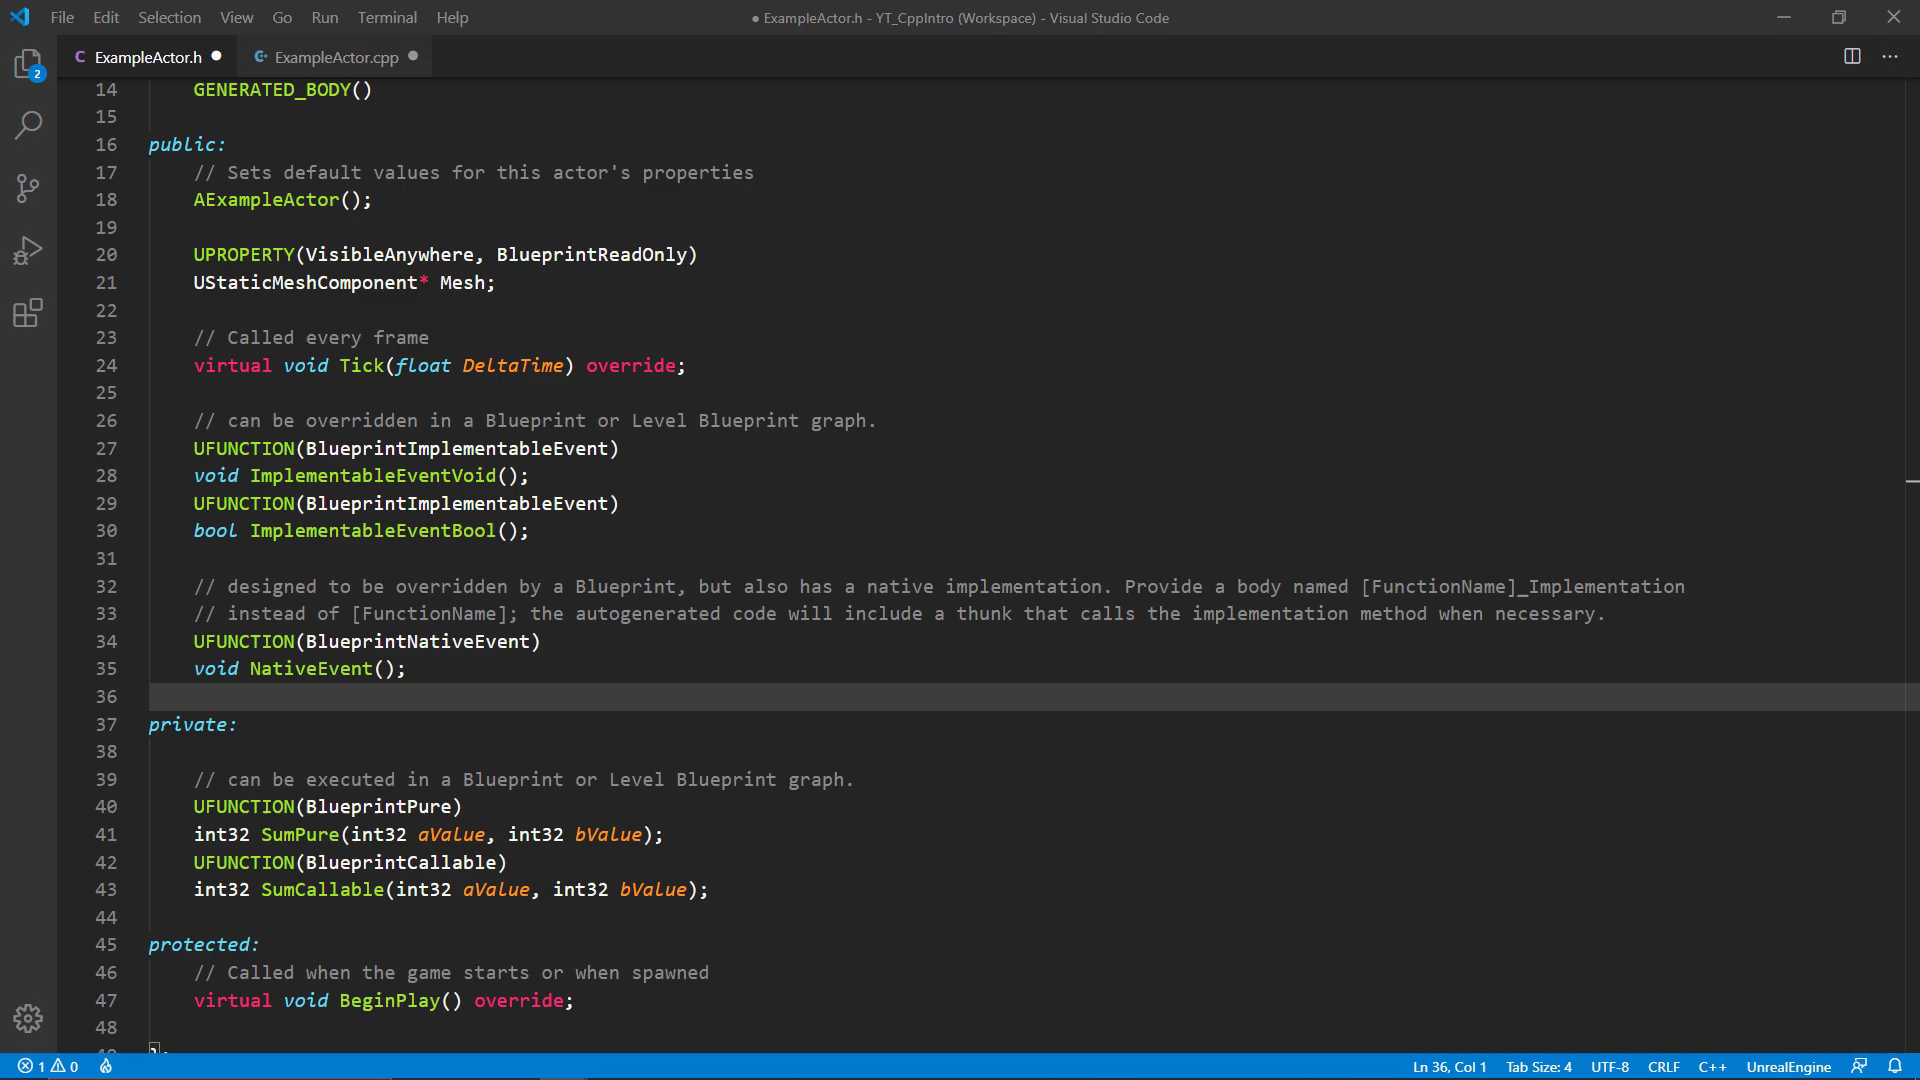 File Edit Selection View Go Run Terminal Help
● ExampleActor.h - YT_CppIntro (Workspace) - Visual Studio Code
C ExampleActor.h ●
ExampleActor.cpp ●
2
14 GENERATED_BODY()
15
16 public:
17 // Sets default values for this actor's properties
18 AExampleActor();
19
20 UPROPERTY(VisibleAnywhere, BlueprintReadOnly)
21 UStaticMeshComponent* Mesh;
22
23 // Called every frame
24 virtual void Tick(float DeltaTime) override;
25
26 // can be overridden in a Blueprint or Level Blueprint graph.
27 UFUNCTION(BlueprintImplementableEvent)
28 void ImplementableEventVoid();
29 UFUNCTION(BlueprintImplementableEvent)
30 bool ImplementableEventBool();
31
32 // designed to be overridden by a Blueprint, but also has a native implementation. Provide a body named [FunctionName]_Implementation
33 // instead of [FunctionName]; the autogenerated code will include a thunk that calls the implementation method when necessary.
34 UFUNCTION(BlueprintNativeEvent)
35 void NativeEvent();
36
37 private:
38
39 // can be executed in a Blueprint or Level Blueprint graph.
40 UFUNCTION(BlueprintPure)
41 int32 SumPure(int32 aValue, int32 bValue);
42 UFUNCTION(BlueprintCallable)
43 int32 SumCallable(int32 aValue, int32 bValue);
44
45 protected:
46 // Called when the game starts or when spawned
47 virtual void BeginPlay() override;
48
1 0
Ln 36, Col 1 Tab Size: 4 UTF-8 CRLF C++ UnrealEngine